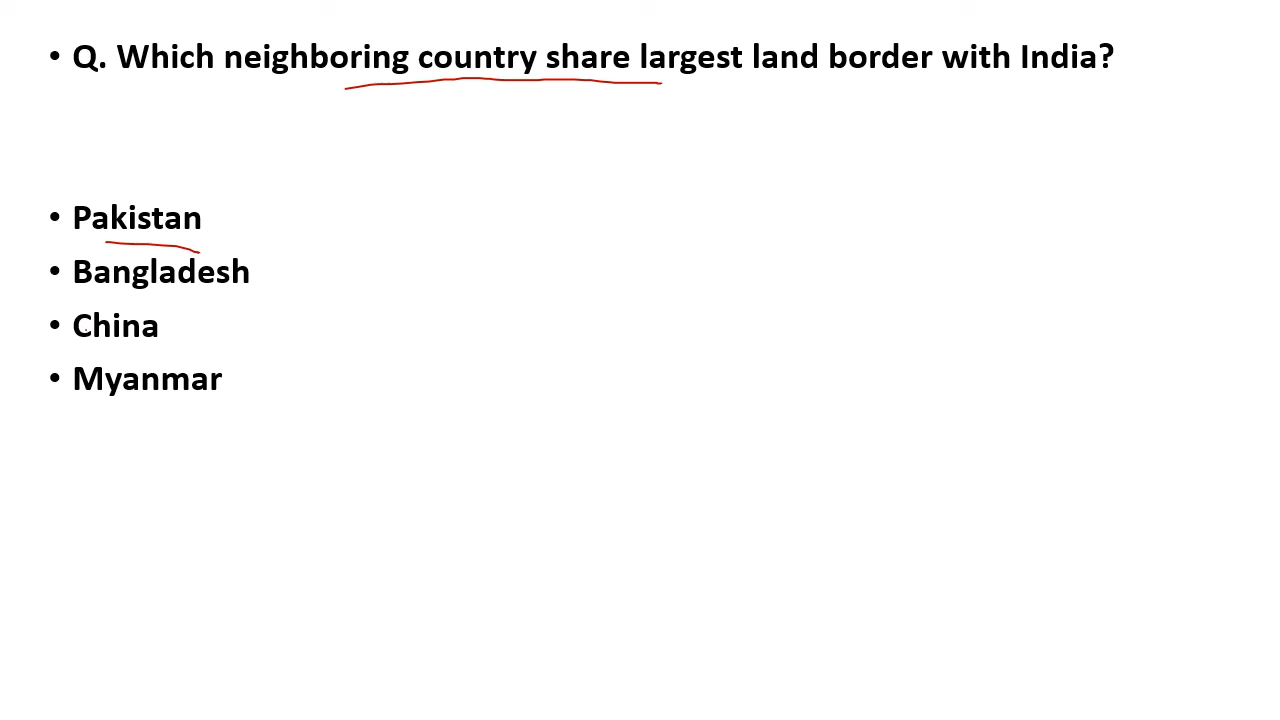 • Q. Which neighboring country share largest land border with India?
• Pakistan
• Bangladesh
• China
• Myanmar